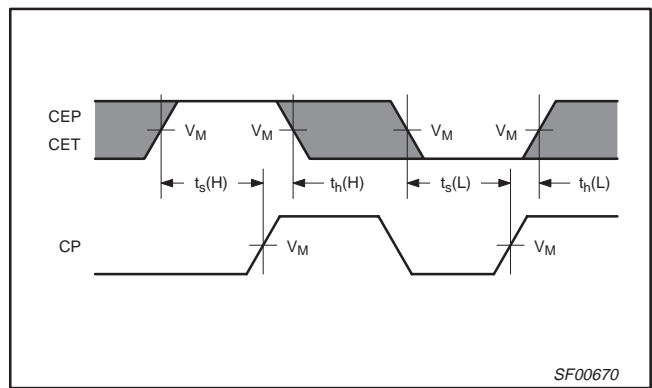 CEP
CET
VM VM VM VM
ts(H) th(H) ts(L) th(L)
CP
VM VM
SF00670